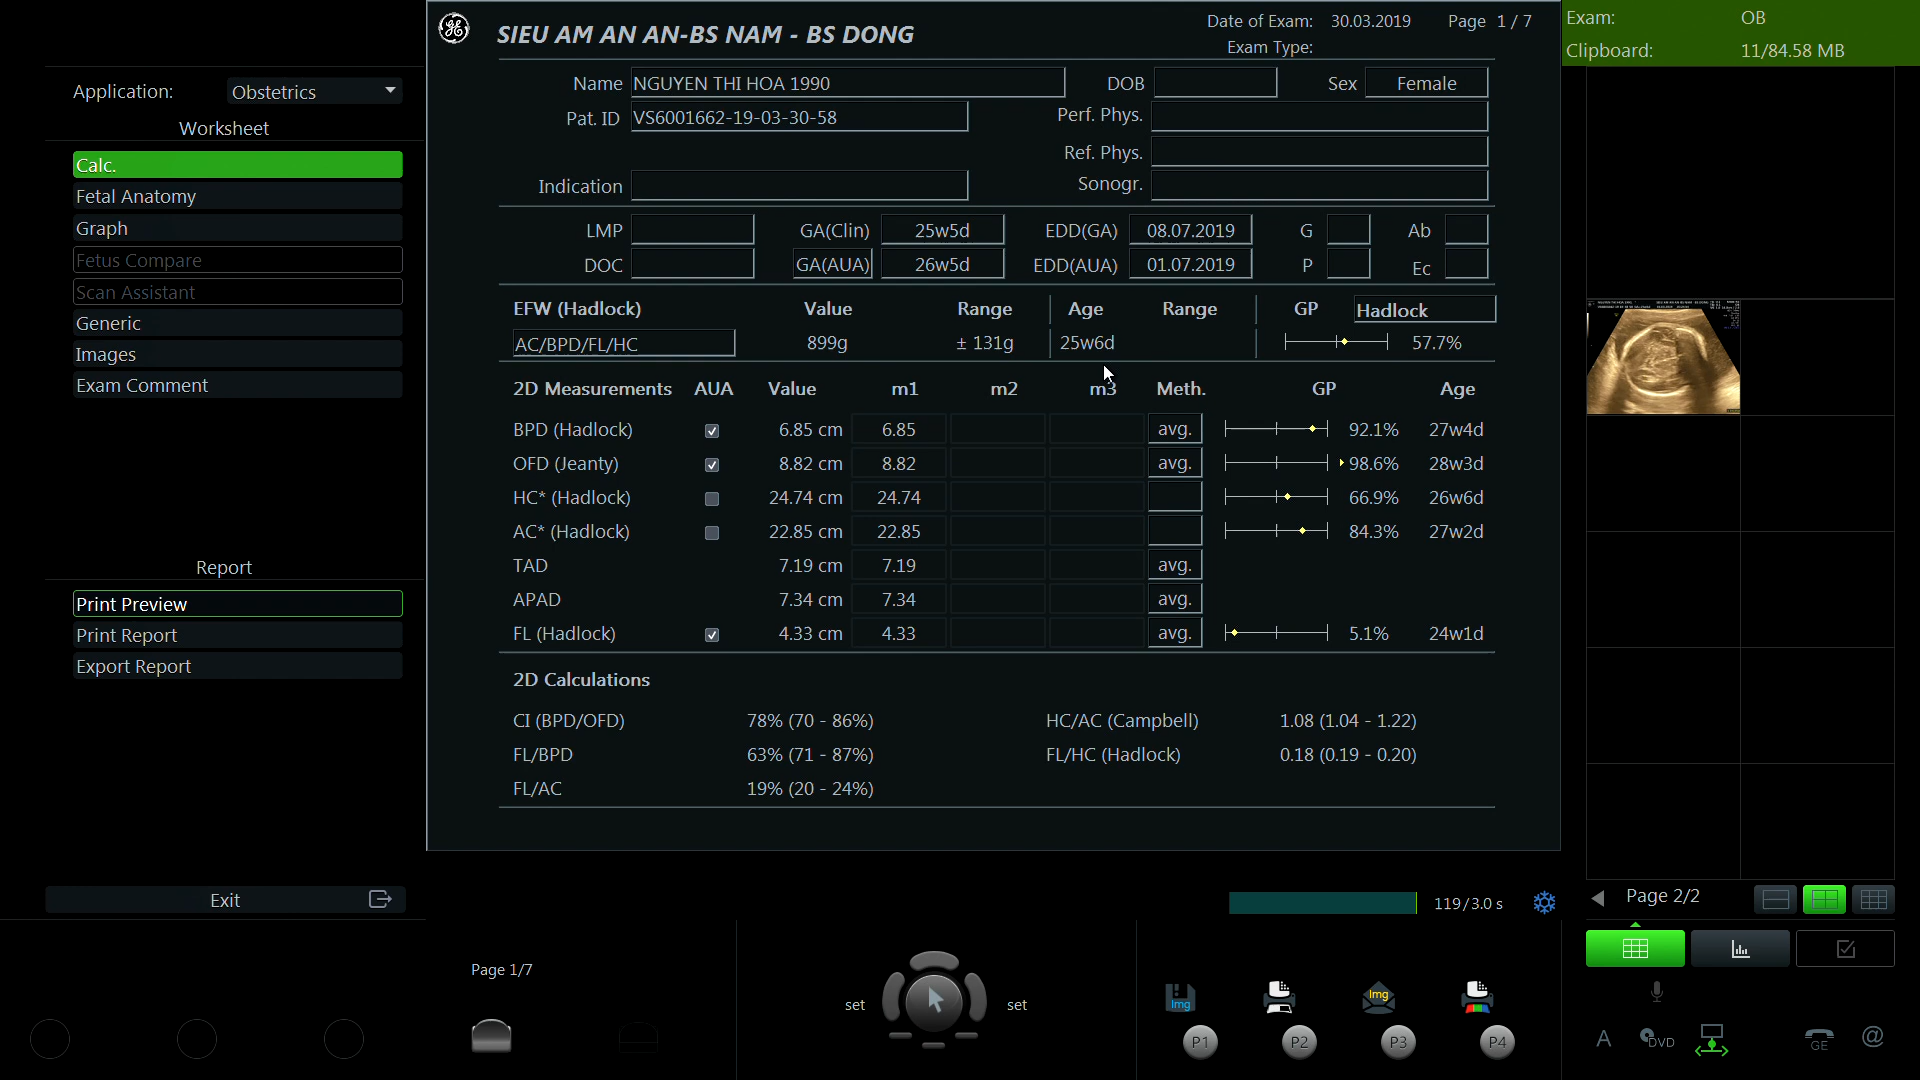 SIEU AM AN AN-BS NAM - BS DONG
Date of Exam: 30.03.2019 Page 1 / 7
Exam Type:
Exam: OB
Clipboard: 11/84.58 MB
Application: Obstetrics
Worksheet
Calc.
Fetal Anatomy
Graph
Fetus Compare
Scan Assistant
Generic
Images
Exam Comment
Report
Print Preview
Print Report
Export Report
Exit
Name NGUYEN THI HOA 1990 DOB Sex Female
Pat. ID VS6001662-19-03-30-58 Perf. Phys.
Ref. Phys.
Indication Sonogr.
LMP GA(Clin) 25w5d EDD(GA) 08.07.2019 G Ab
DOC GA(AUA) 26w5d EDD(AUA) 01.07.2019 P Ec
EFW (Hadlock) Value Range Age Range GP Hadlock
AC/BPD/FL/HC 899g ± 131g 25w6d 57.7%
2D Measurements AUA Value m1 m2 m3 Meth. GP Age
BPD (Hadlock) 6.85 cm 6.85 avg. 92.1% 27w4d
OFD (Jeanty) 8.82 cm 8.82 avg. 98.6% 28w3d
HC* (Hadlock) 24.74 cm 24.74 66.9% 26w6d
AC* (Hadlock) 22.85 cm 22.85 84.3% 27w2d
TAD 7.19 cm 7.19 avg.
APAD 7.34 cm 7.34 avg.
FL (Hadlock) 4.33 cm 4.33 avg. 5.1% 24w1d
2D Calculations
CI (BPD/OFD) 78% (70 - 86%) HC/AC (Campbell) 1.08 (1.04 - 1.22)
FL/BPD 63% (71 - 87%) FL/HC (Hadlock) 0.18 (0.19 - 0.20)
FL/AC 19% (20 - 24%)
119/3.0 s
Page 2/2
Page 1/7
set set
Img Img
P1 P2 P3 P4
A DVD GE @